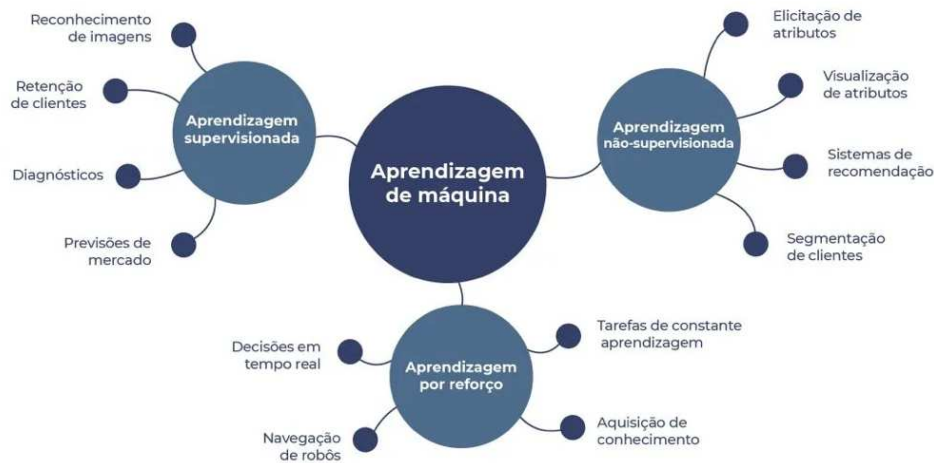 Aprendizagem
de máquina
Aprendizagem
supervisionada
Reconhecimento
de imagens
Retenção
de clientes
Diagnósticos
Previsões de
mercado
Aprendizagem
não-supervisionada
Elicitação de
atributos
Visualização
de atributos
Sistemas de
recomendação
Segmentação
de clientes
Aprendizagem
por reforço
Decisões em
tempo real
Navegação
de robôs
Tarefas de constante
aprendizagem
Aquisição de
conhecimento